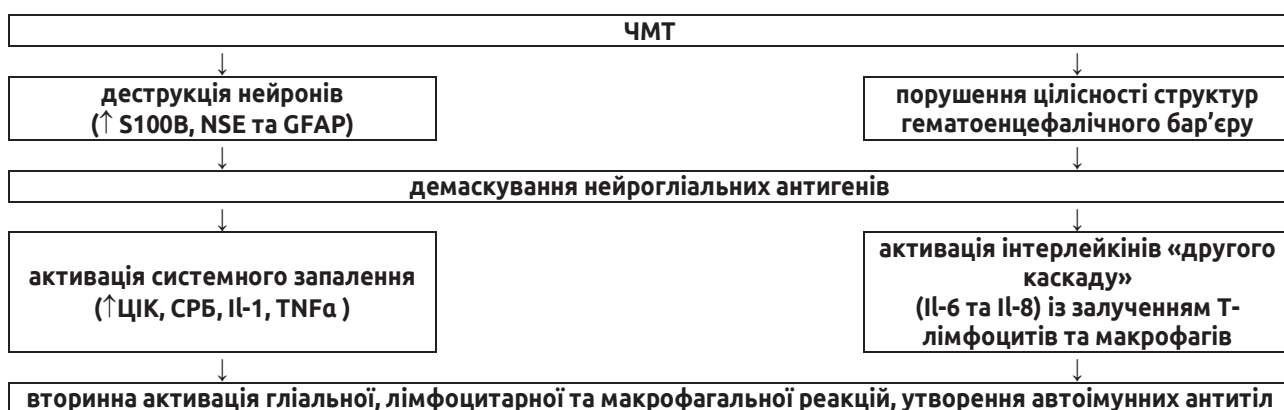 ЧМТ
↓ ↓
деструкція нейронів
(↑ S100B, NSE та GFAP)
порушення цілісності структур
гематоенцефалічного бар’єру
↓ ↓
демаскування нейрогліальних антигенів
↓ ↓
активація системного запалення
(↑ЦІК, СРБ, Il-1, TNFα )
активація інтерлейкінів «другого
каскаду»
(Il-6 та Il-8) із залученням Т-
лімфоцитів та макрофагів
↓ ↓
вторинна активація гліальної, лімфоцитарної та макрофагальної реакцій, утворення автоімунних антитіл